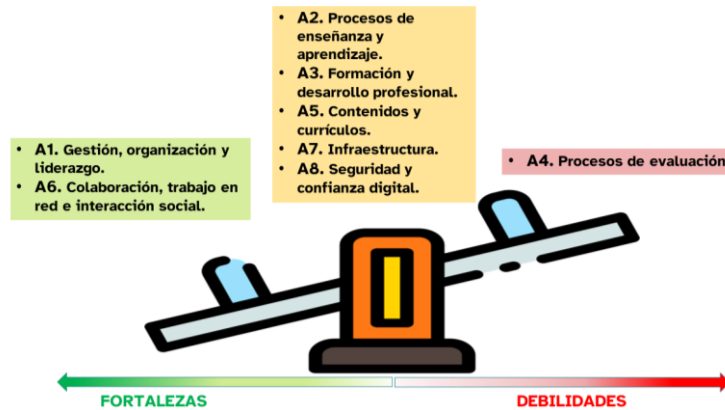 • A2. Procesos de
enseñanza y
aprendizaje.
• A3. Formación y
desarrollo profesional.
• A5. Contenidos y
currículos.
• A7. Infraestructura.
• A8. Seguridad y
confianza digital.
• A1. Gestión, organización y
liderazgo.
• A6. Colaboración, trabajo en
red e interacción social.
• A4. Procesos de evaluación
FORTALEZAS
DEBILIDADES